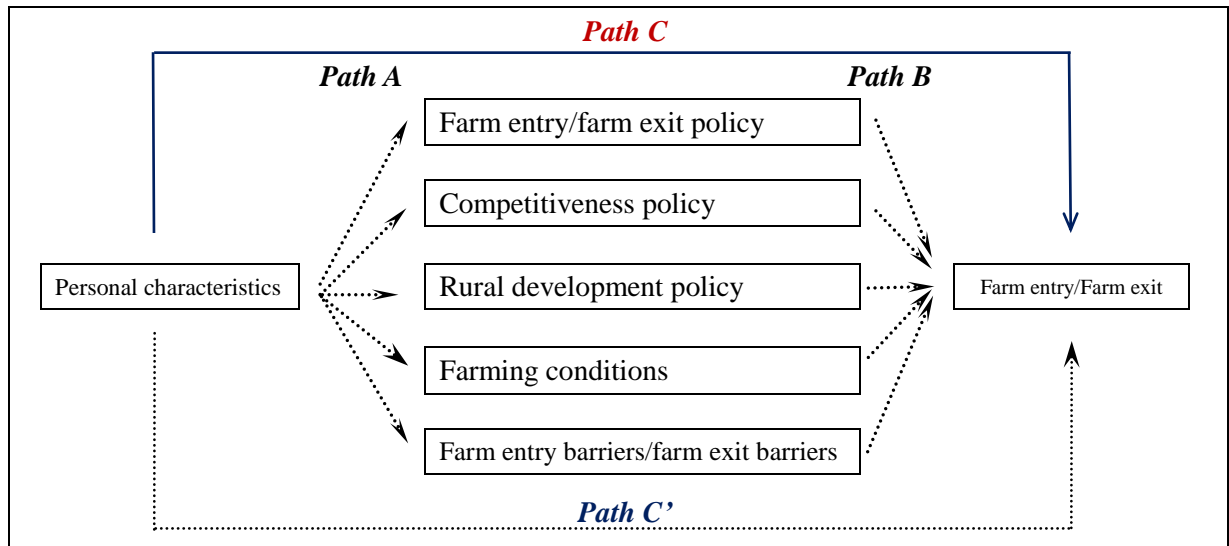 Path C
Path A
Path B
Farm entry/farm exit policy
Competitiveness policy
Rural development policy
Personal characteristics
Farm entry/Farm exit
Farming conditions
Farm entry barriers/farm exit barriers
Path C’